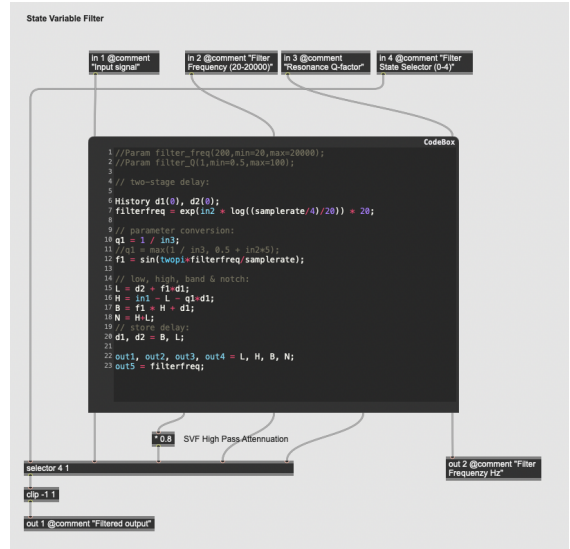 State Variable Filter
in 1 @comment
"Input signal"
in 2 @comment "Filter
Frequency (20-20000)"
in 3 @comment
"Resonance Q-factor"
in 4 @comment "Filter
State Selector (0-4)"
CodeBox
1 //Param filter_freq(200,min=20,max=20000);
2 //Param filter_Q(1,min=0.5,max=100);
3
4 // two-stage delay:
5
6 History d1(0), d2(0);
7 filterfreq = exp(in2 * log((samplerate/4)/20)) * 20;
8
9 // parameter conversion:
10 q1 = 1 / in3;
11 //q1 = max(1 / in3, 0.5 + in2*5);
12 f1 = sin(twopi*filterfreq/samplerate);
13
14 // low, high, band & notch:
15 L = d2 + f1*d1;
16 H = in1 - L - q1*d1;
17 B = f1 * H + d1;
18 N = H+L;
19 // store delay:
20 d1, d2 = B, L;
21
22 out1, out2, out3, out4 = L, H, B, N;
23 out5 = filterfreq;
* 0.8
SVF High Pass Attennuation
selector 4 1
out 2 @comment "Filter
Frequenzy Hz"
clip -1 1
out 1 @comment "Filtered output"